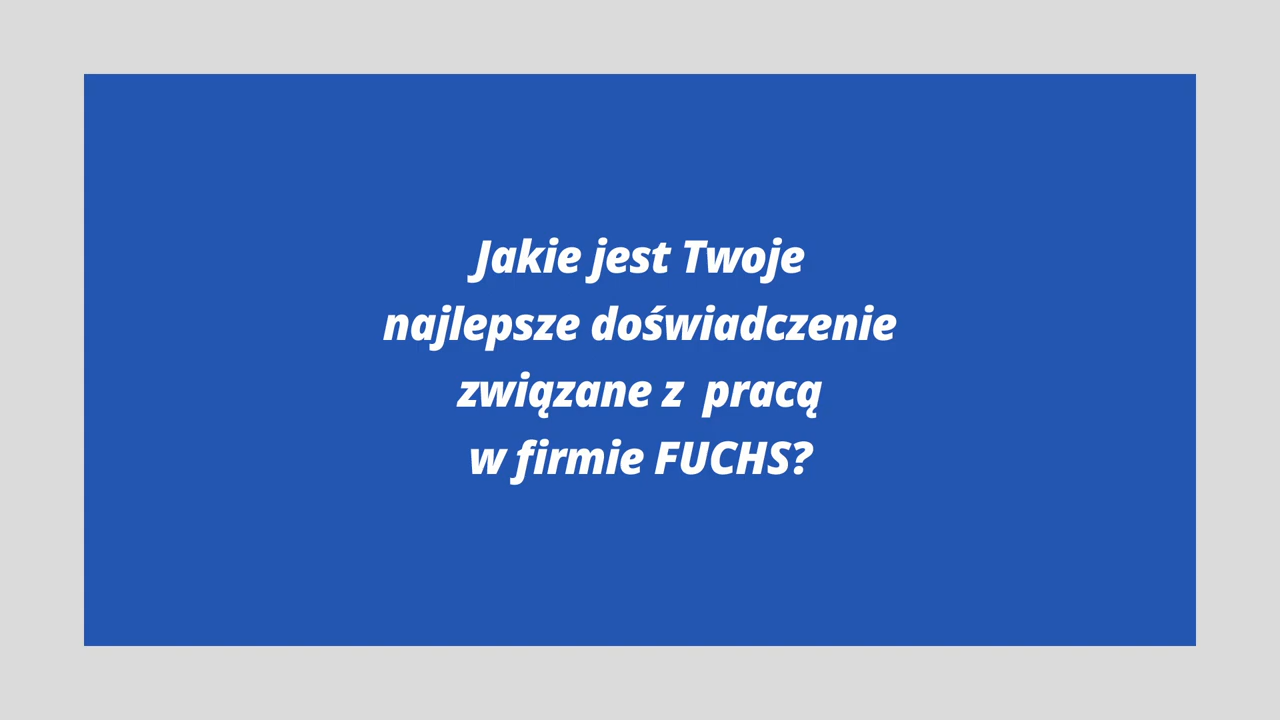 Jakie jest Twoje
najlepsze doświadczenie
związane z  pracą
w firmie FUCHS?